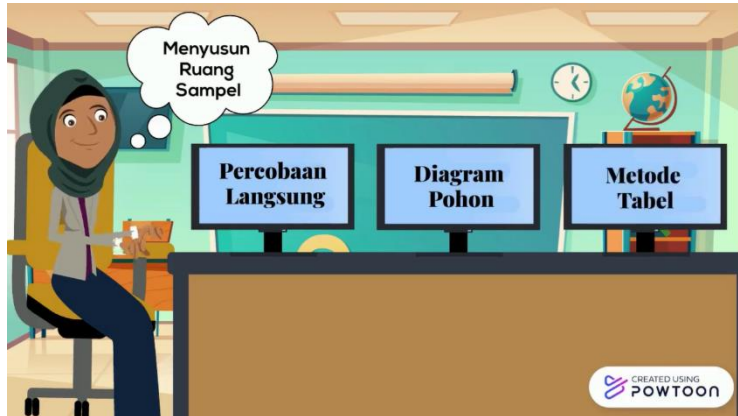 Menyusun
Ruang
Sampel
Percobaan
Langsung
Diagram
Pohon
Metode
Tabel
CREATED USING
POWTOON